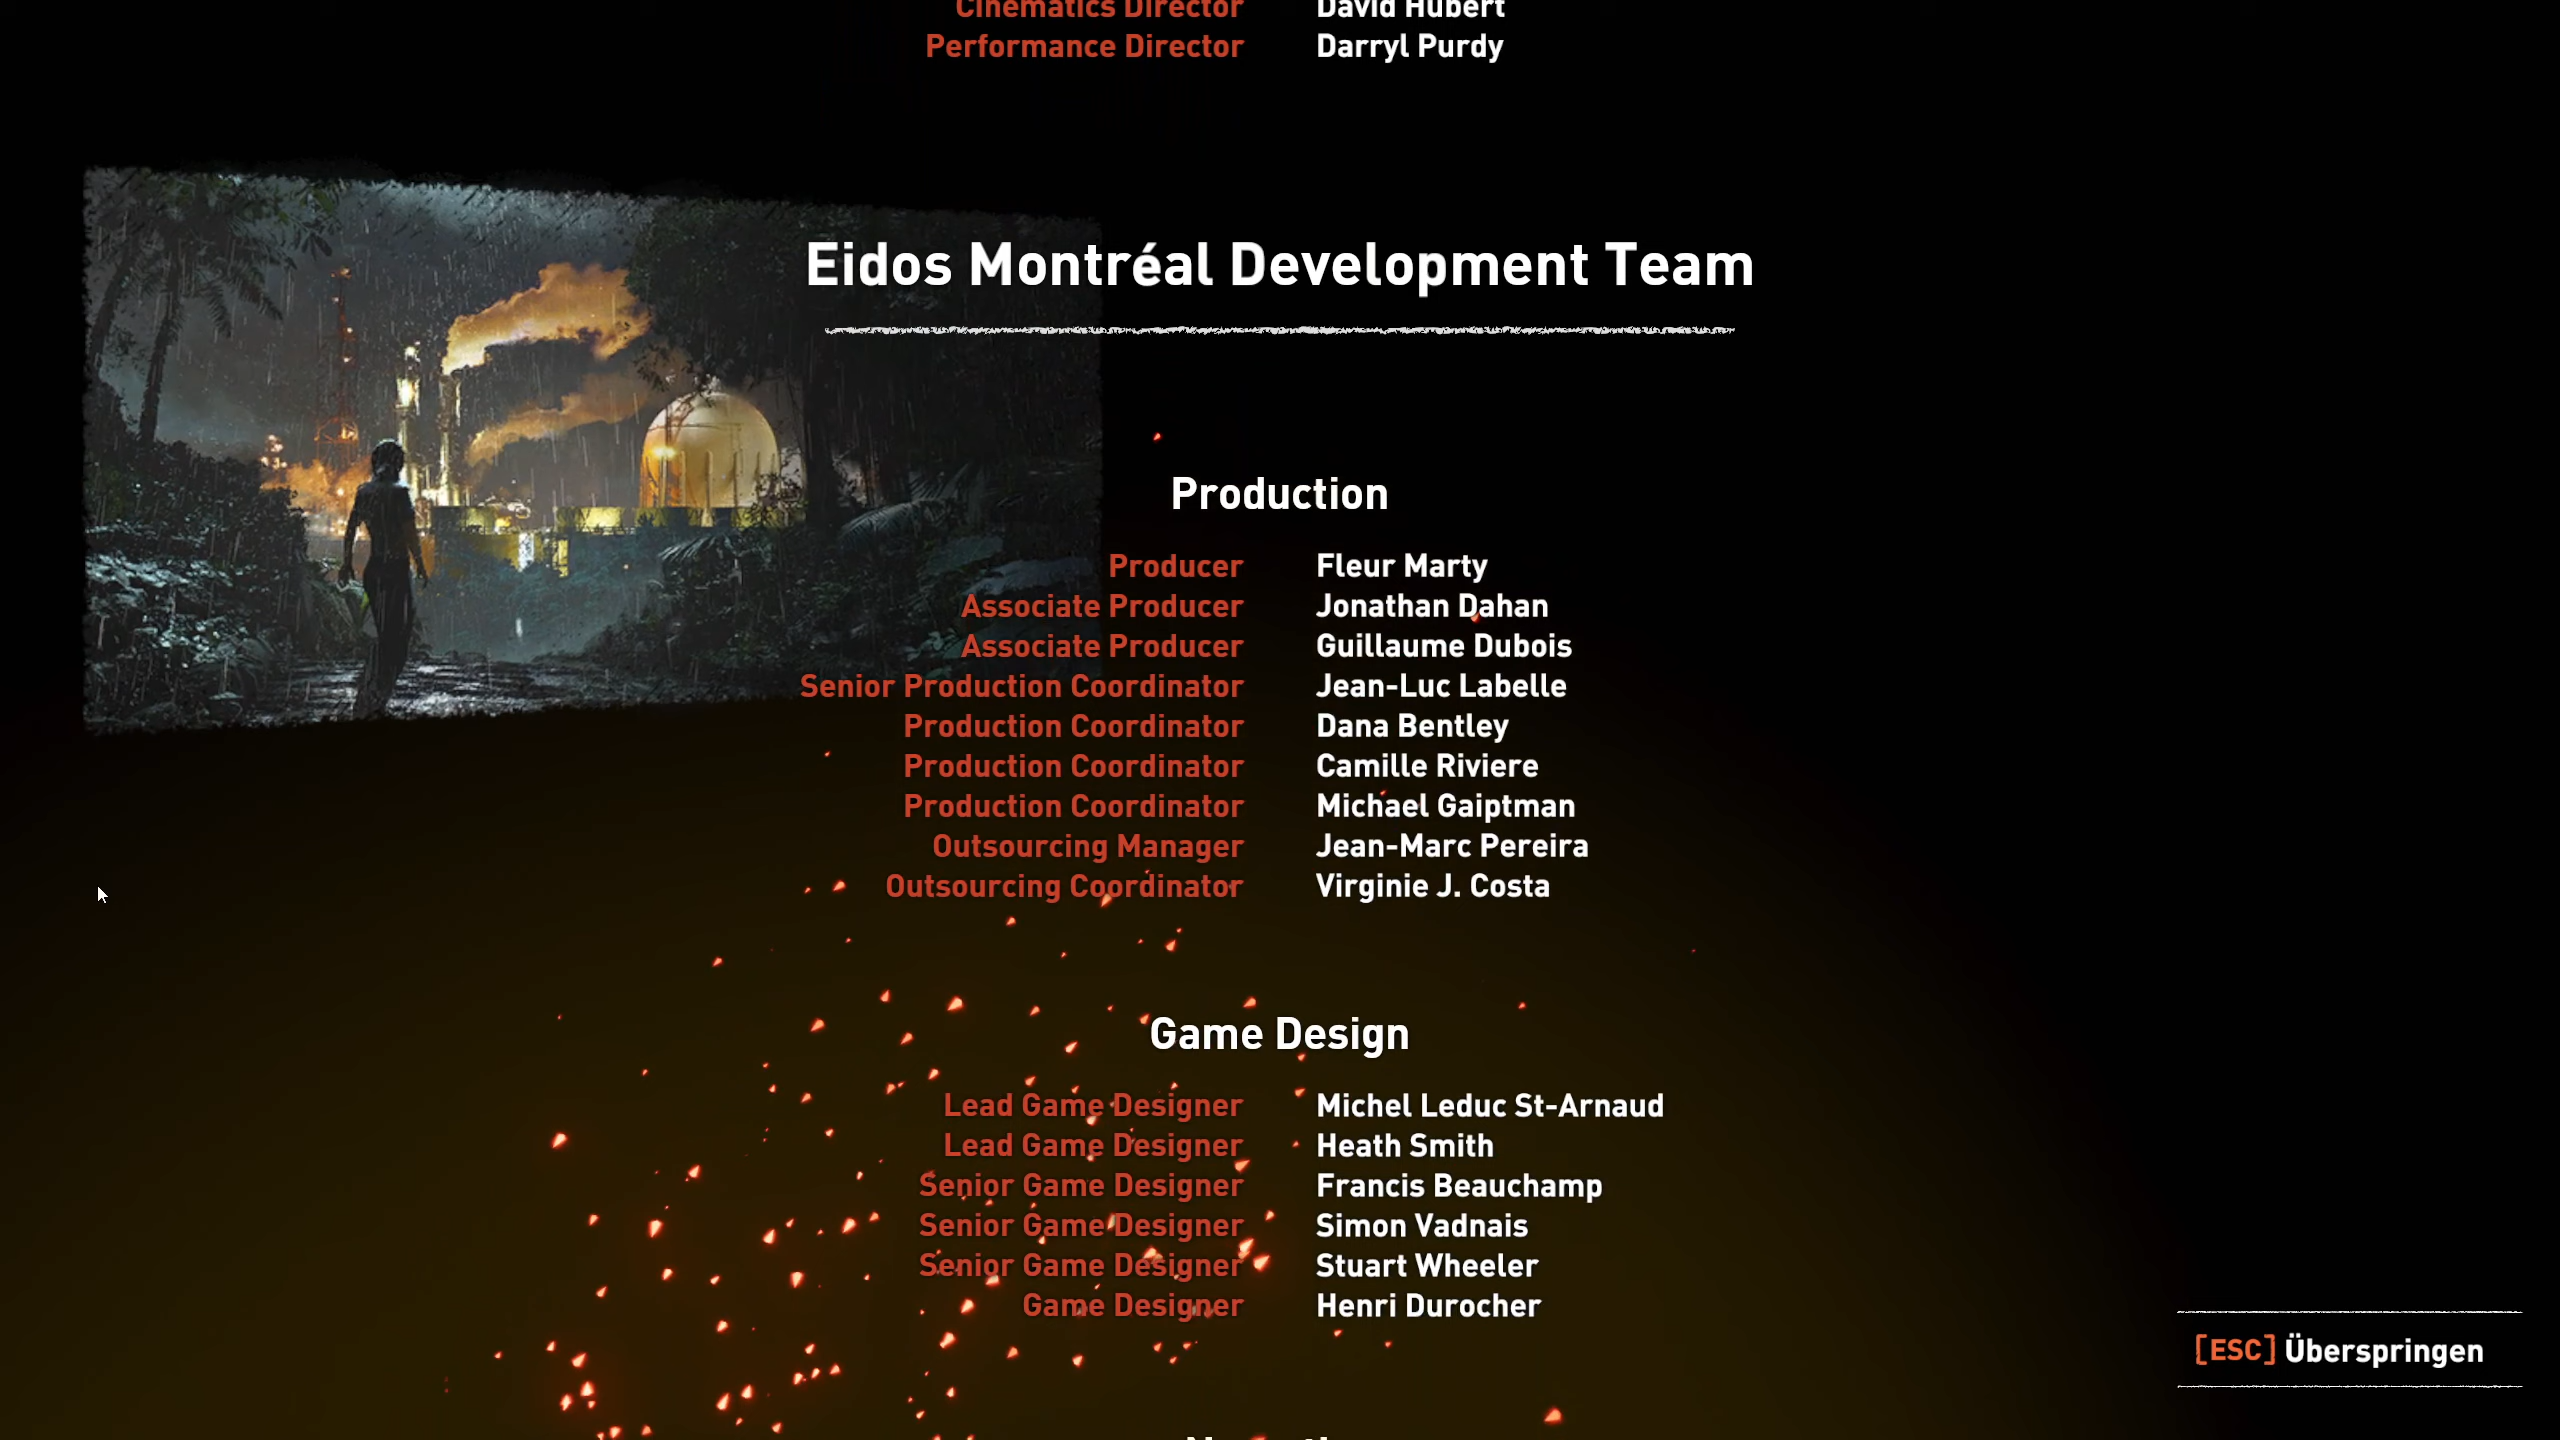 Cinematics Director David Hubert
Performance Director Darryl Purdy
Eidos Montréal Development Team
Production
Producer Fleur Marty
Associate Producer Jonathan Dahan
Associate Producer Guillaume Dubois
Senior Production Coordinator Jean-Luc Labelle
Production Coordinator Dana Bentley
Production Coordinator Camille Riviere
Production Coordinator Michael Gaiptman
Outsourcing Manager Jean-Marc Pereira
Outsourcing Coordinator Virginie J. Costa
Game Design
Lead Game Designer Michel Leduc St-Arnaud
Lead Game Designer Heath Smith
Senior Game Designer Francis Beauchamp
Senior Game Designer Simon Vadnais
Senior Game Designer Stuart Wheeler
Game Designer Henri Durocher
[ESC] Überspringen